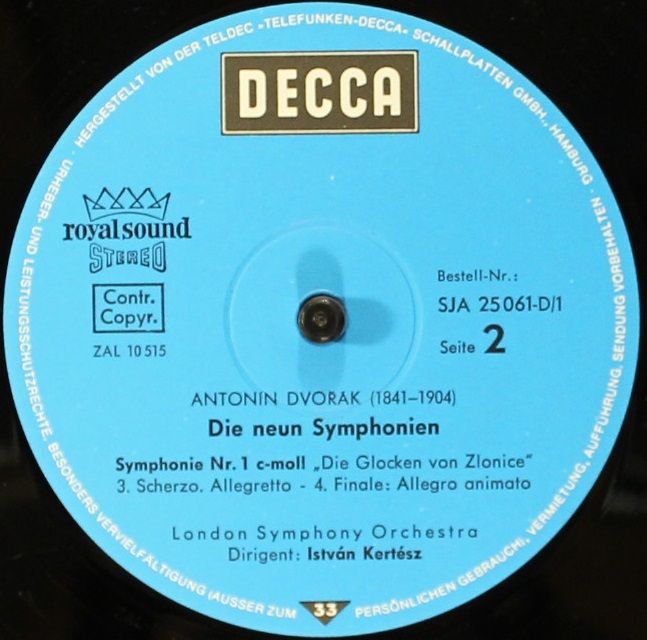 URHEBER- UND LEISTUNGSSCHUTZRECHTE, BESONDERS VERVIELFÄLTIGUNG (AUSSER ZUM PERSÖNLICHEN GEBRAUCH), VERMIETUNG, AUFFÜHRUNG, SENDUNG VORBEHALTEN · HERGESTELLT VON DER TELDEC »TELEFUNKEN-DECCA« SCHALLPLATTEN GMBH., HAMBURG ·
DECCA
royal sound
STEREO
Contr.
Copyr.
ZAL 10 515
Bestell-Nr.:
SJA 25 061-D/1
Seite 2
ANTONÍN DVOŘÁK (1841–1904)
Die neun Symphonien
Symphonie Nr. 1 c-moll „Die Glocken von Zlonice“
3. Scherzo. Allegretto - 4. Finale: Allegro animato
London Symphony Orchestra
Dirigent: István Kertész
33